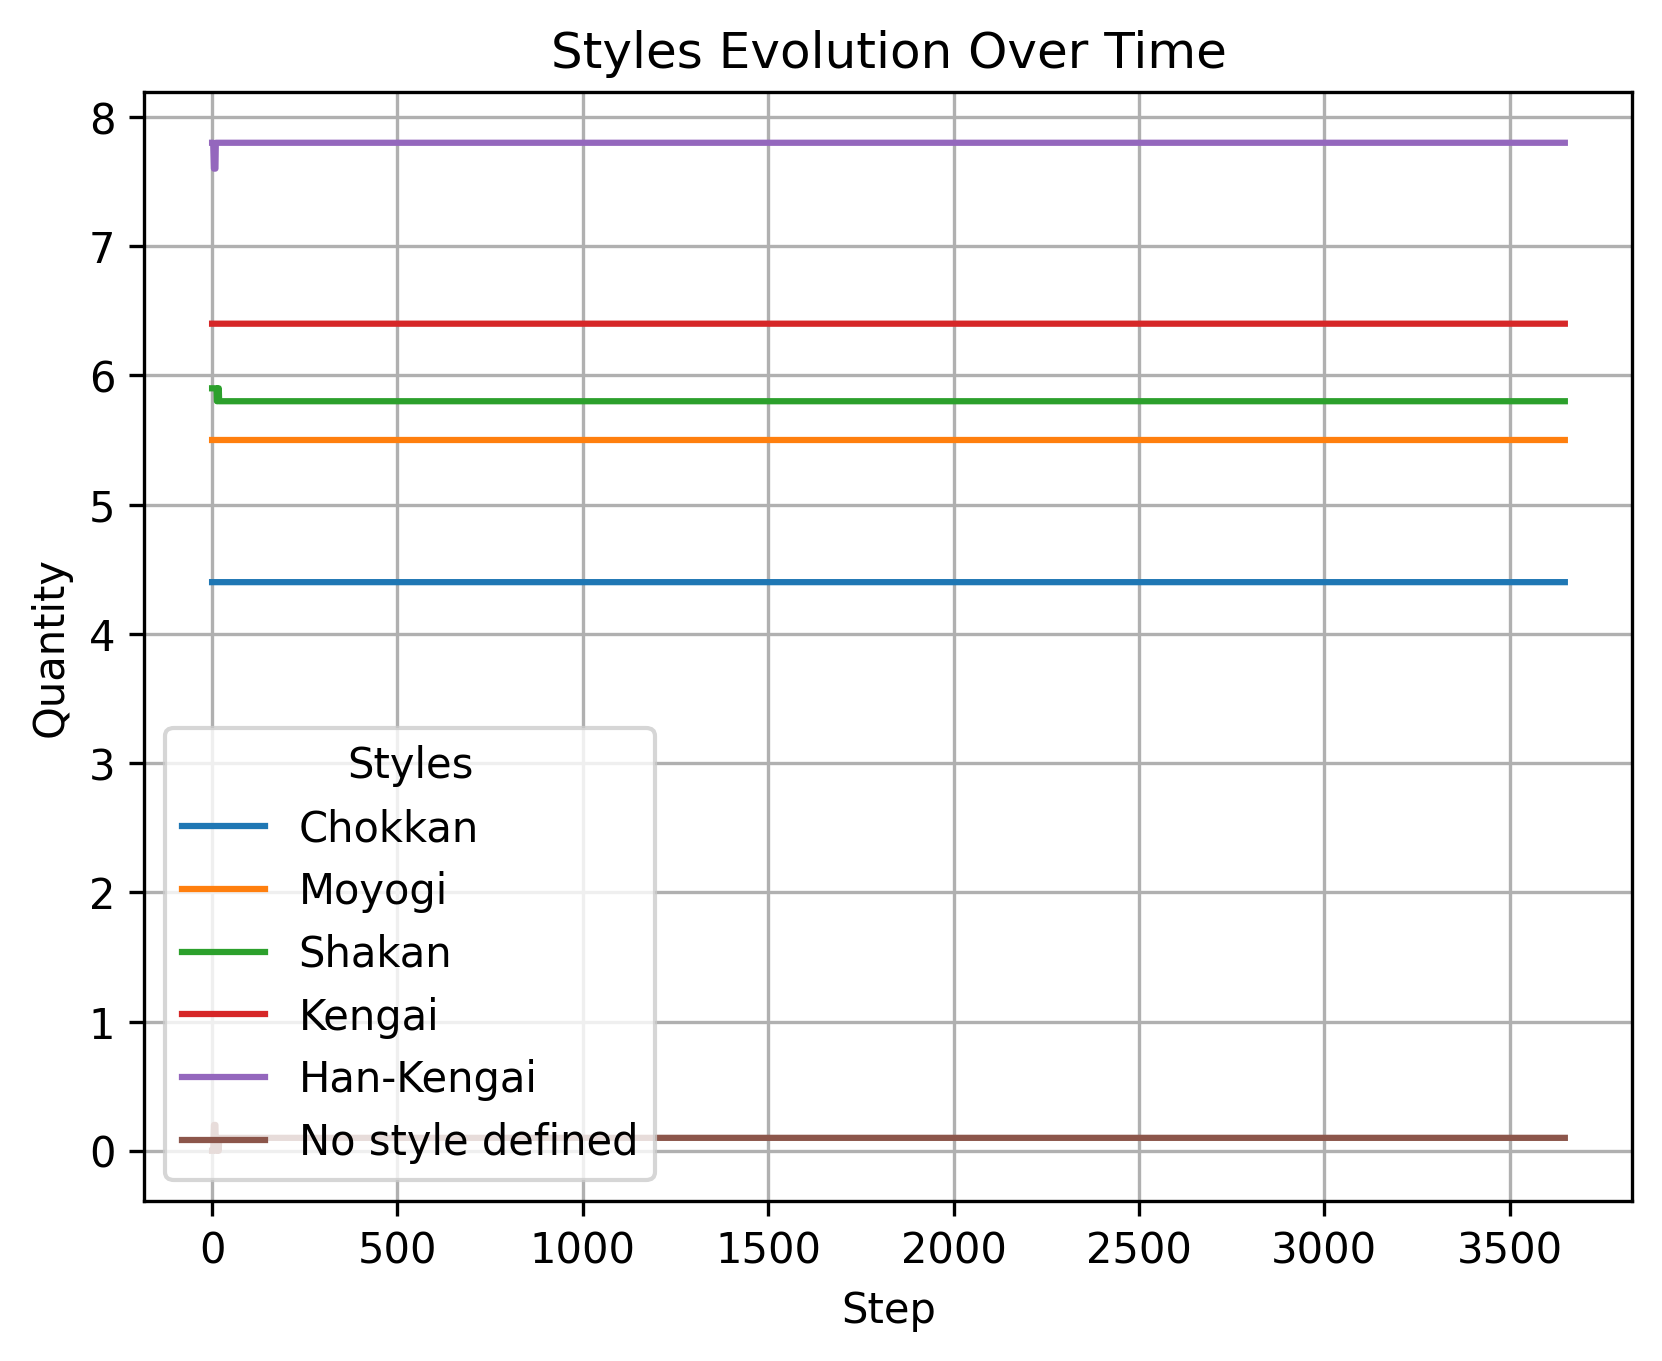 Styles Evolution Over Time
8
7
6
5
4
3
2
1
0
Quantity
Styles
Chokkan
Moyogi
Shakan
Kengai
Han-Kengai
No style defined
0 500 1000 1500 2000 2500 3000 3500
Step